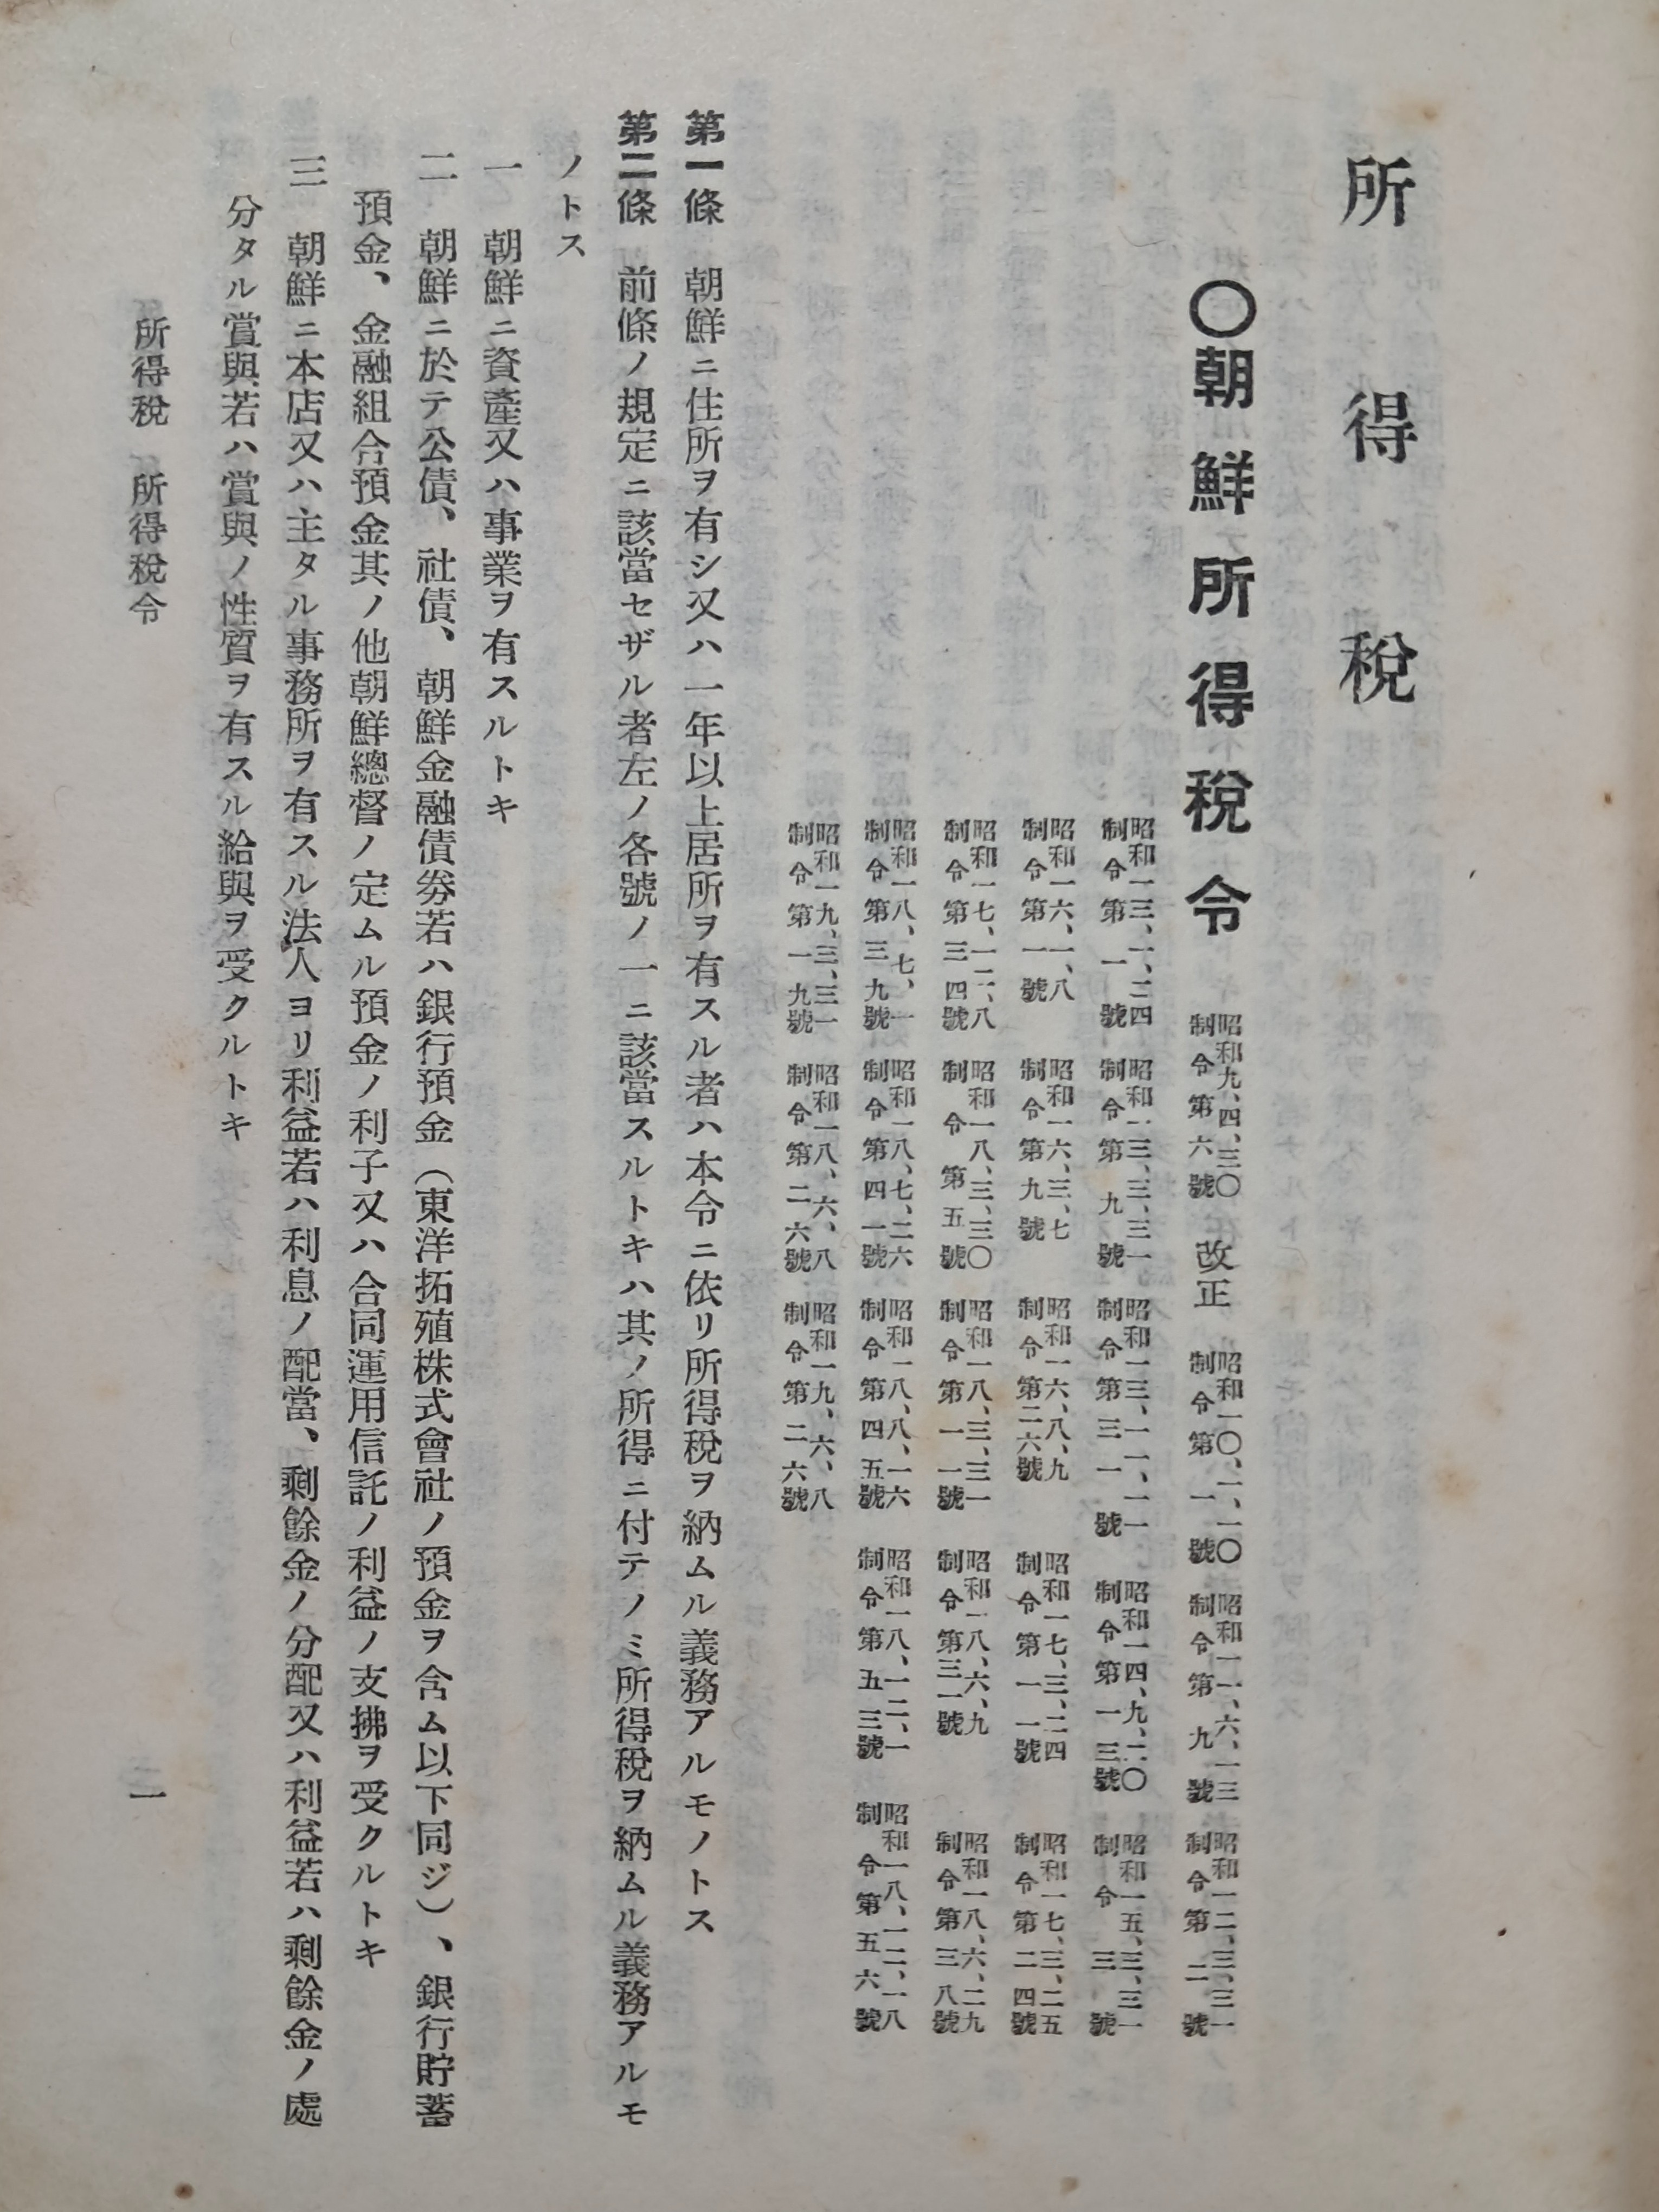 所得稅
〇朝鮮所得稅令 昭和九、四、三〇制令第六號 改正 昭和一〇、二、一〇制令第一號 昭和一一、六、一三制令第九號 昭和一二、三、三一制令第二號
昭和一三、一、二四制令第一號 昭和一三、三、三一制令第九號 昭和一三、一一、一一制令第三一號 昭和一四、九、二〇制令第一三號 昭和一五、三、三一制令三號
昭和一六、一、八制令第一號 昭和一六、三、七制令第九號 昭和一六、八、九制令第二六號 昭和一七、三、二四制令第一一號 昭和一七、三、二五制令第二四號
昭和一七、一二、八制令第三四號 昭和一八、三、三〇制令第五號 昭和一八、三、三一制令第一一號 昭和一八、六、九制令第三一號 昭和一八、六、二九制令第三八號
昭和一八、七、一制令第三九號 昭和一八、七、二六制令第四一號 昭和一八、八、一六制令第四五號 昭和一八、一二、一制令第五三號 昭和一八、一二、一八制令第五六號
昭和一九、三、三一制令第一九號 昭和一八、六、八制令第二六號 昭和一九、六、八制令第二六號
第一條 朝鮮ニ住所ヲ有シ又ハ一年以上居所ヲ有スル者ハ本令ニ依リ所得稅ヲ納ムル義務アルモノトス
第二條 前條ノ規定ニ該當セザル者左ノ各號ノ一ニ該當スルトキハ其ノ所得ニ付テノミ所得稅ヲ納ムル義務アルモ
ノトス
一 朝鮮ニ資產又ハ事業ヲ有スルトキ
二 朝鮮ニ於テ公債、社債、朝鮮金融債券若ハ銀行預金（東洋拓殖株式會社ノ預金ヲ含ム以下同ジ）、銀行貯蓄
預金、金融組合預金其ノ他朝鮮總督ノ定ムル預金ノ利子又ハ合同運用信託ノ利益ノ支拂ヲ受クルトキ
三 朝鮮ニ本店又ハ主タル事務所ヲ有スル法人ヨリ利益若ハ利息ノ配當、剩餘金ノ分配又ハ利益若ハ剩餘金ノ處
分タル賞與若ハ賞與ノ性質ヲ有スル給與ヲ受クルトキ
所得稅 所得稅令
一